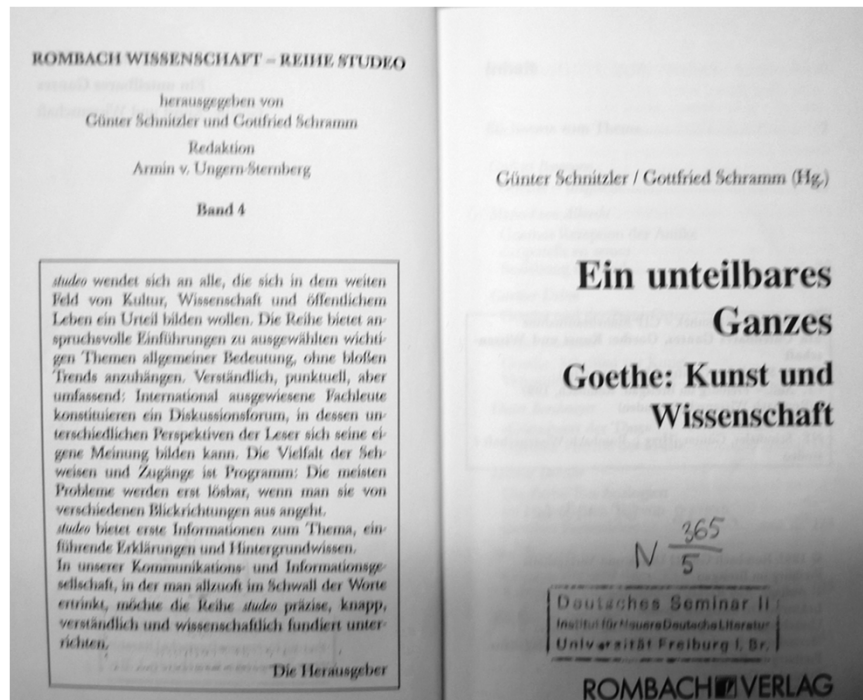 ROMBACH WISSENSCHAFT – REIHE STUDEO
herausgegeben von
Günter Schnitzler und Gottfried Schramm
Redaktion
Armin v. Ungern-Sternberg
Band 4
studeo wendet sich an alle, die sich in dem weiten
Feld von Kultur, Wissenschaft und öffentlichem
Leben ein Urteil bilden wollen. Die Reihe bietet an-
spruchsvolle Einführungen zu ausgewählten wichti-
gen Themen allgemeiner Bedeutung, ohne bloßen
Trends anzuhängen. Verständlich, punktuell, aber
umfassend: International ausgewiesene Fachleute
konstituieren ein Diskussionsforum, in dessen un-
terschiedlichen Perspektiven der Leser sich seine ei-
gene Meinung bilden kann. Die Vielfalt der Seh-
weisen und Zugänge ist Programm: Die meisten
Probleme werden erst lösbar, wenn man sie von
verschiedenen Blickrichtungen aus angeht.
studeo bietet erste Informationen zum Thema, ein-
führende Erklärungen und Hintergrundwissen.
In unserer Kommunikations- und Informationsge-
sellschaft, in der man allzuoft im Schwall der Worte
ertrinkt, möchte die Reihe studeo präzise, knapp,
verständlich und wissenschaftlich fundiert unter-
richten.
Die Herausgeber
Günter Schnitzler / Gottfried Schramm (Hg.)
Ein unteilbares
Ganzes
Goethe: Kunst und
Wissenschaft
N 365
5
Deutsches Seminar II
Institut für Neuere Deutsche Literatur
Universität Freiburg i. Br.
ROMBACH VERLAG